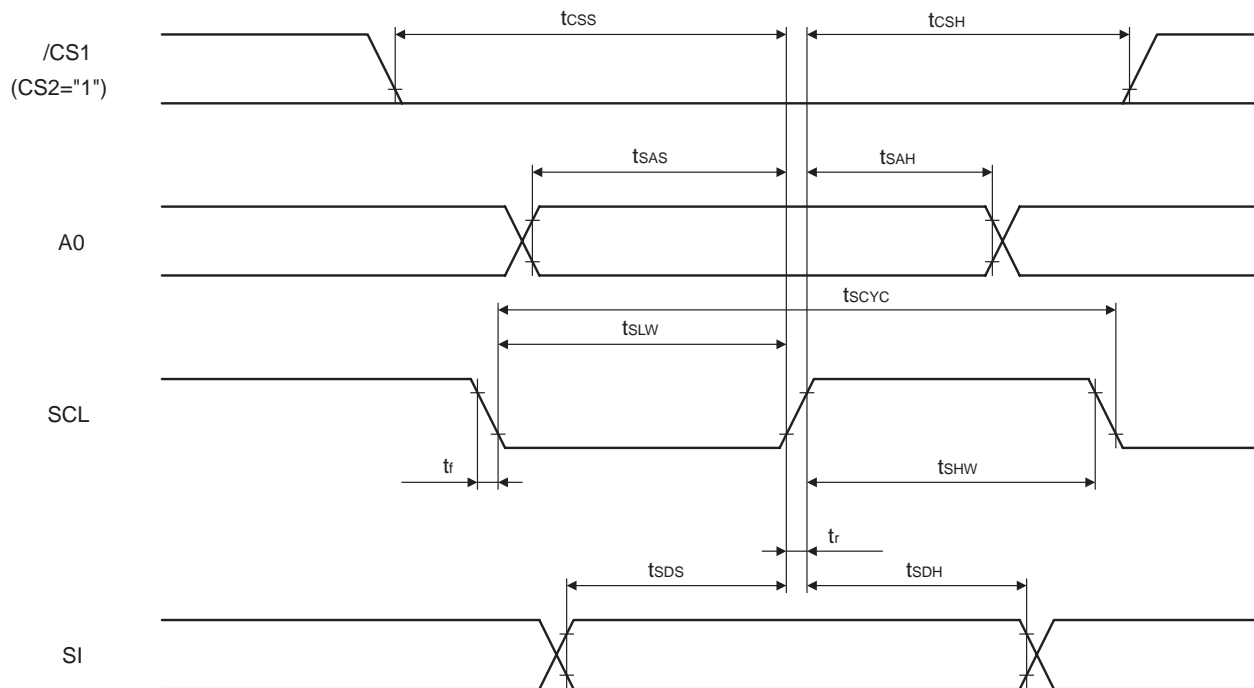 tCSS
tCSH
/CS1
(CS2="1")
tSAS
tSAH
A0
tSCYC
tSLW
SCL
tf
tSHW
tr
tSDS
tSDH
SI